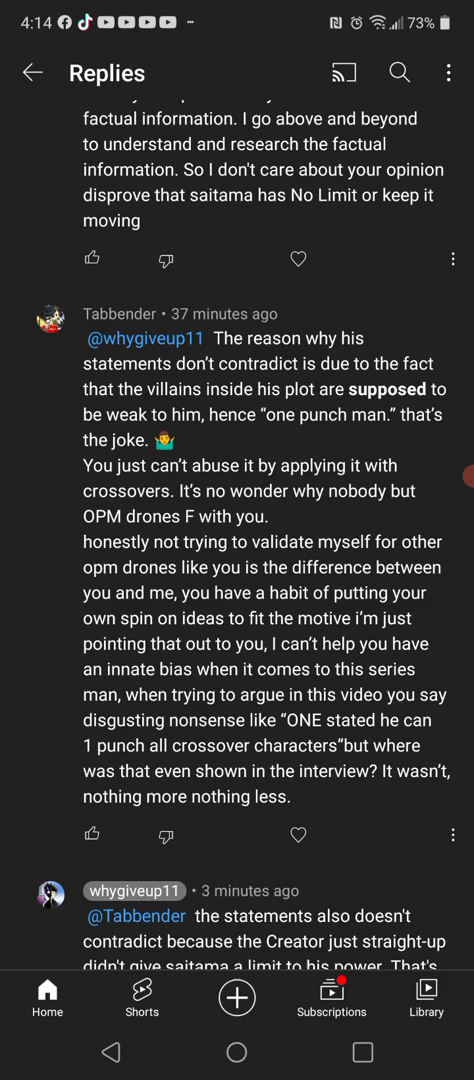 4:14
73%
Replies
factual information. I go above and beyond
to understand and research the factual
information. So I don't care about your opinion
disprove that saitama has No Limit or keep it
moving
Tabbender • 37 minutes ago
@whygiveup11 The reason why his
statements don’t contradict is due to the fact
that the villains inside his plot are supposed to
be weak to him, hence “one punch man.” that’s
the joke. 🤷‍♂️
You just can’t abuse it by applying it with
crossovers. It’s no wonder why nobody but
OPM drones F with you.
honestly not trying to validate myself for other
opm drones like you is the difference between
you and me, you have a habit of putting your
own spin on ideas to fit the motive i’m just
pointing that out to you, I can’t help you have
an innate bias when it comes to this series
man, when trying to argue in this video you say
disgusting nonsense like “ONE stated he can
1 punch all crossover characters”but where
was that even shown in the interview? It wasn’t,
nothing more nothing less.
whygiveup11 • 3 minutes ago
@Tabbender the statements also doesn't
contradict because the Creator just straight-up
didn't give saitama a limit to his power. That's
Home
Shorts
Subscriptions
Library